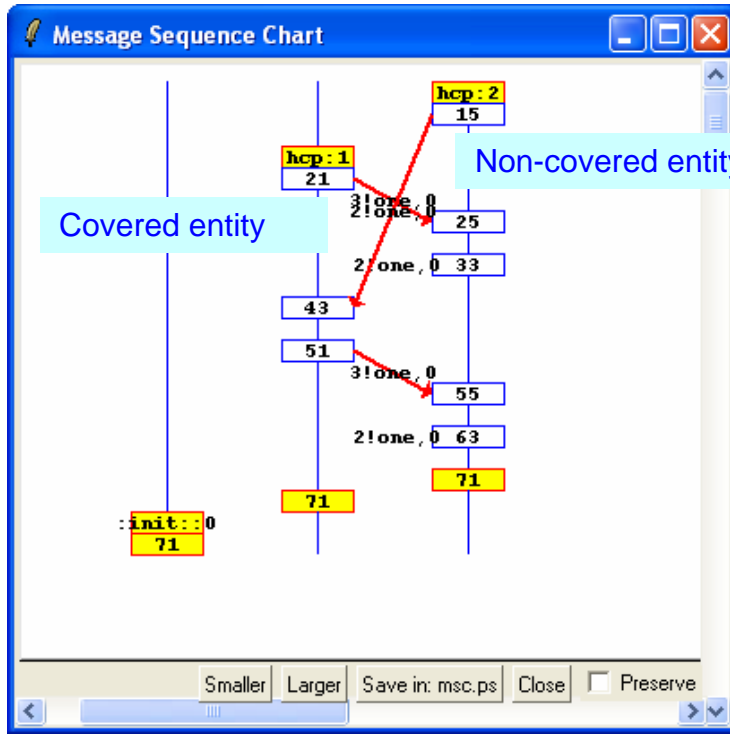 Message Sequence Chart
hcp:2
15
Non-covered entity
hcp:1
21
3!one,0
2!one,0
25
Covered entity
2!one,0
33
43
51
3!one,0
55
2!one,0
63
71
71
:init::0
71
Smaller
Larger
Save in: msc.ps
Close
Preserve